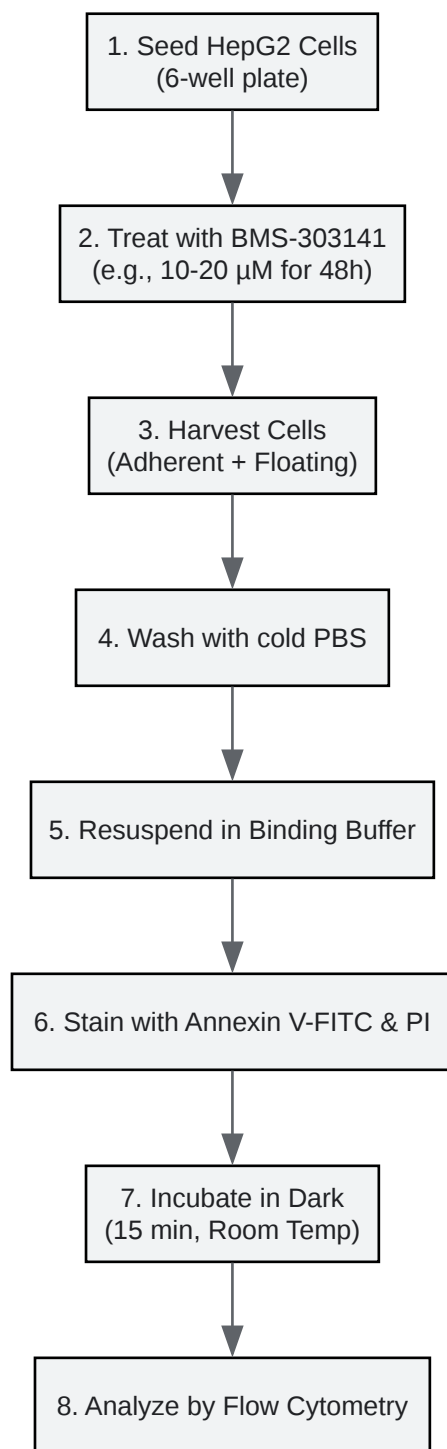 1. Seed HepG2 Cells
(6-well plate)
2. Treat with BMS-303141
(e.g., 10-20 µM for 48h)
3. Harvest Cells
(Adherent + Floating)
4. Wash with cold PBS
5. Resuspend in Binding Buffer
6. Stain with Annexin V-FITC & PI
7. Incubate in Dark
(15 min, Room Temp)
8. Analyze by Flow Cytometry